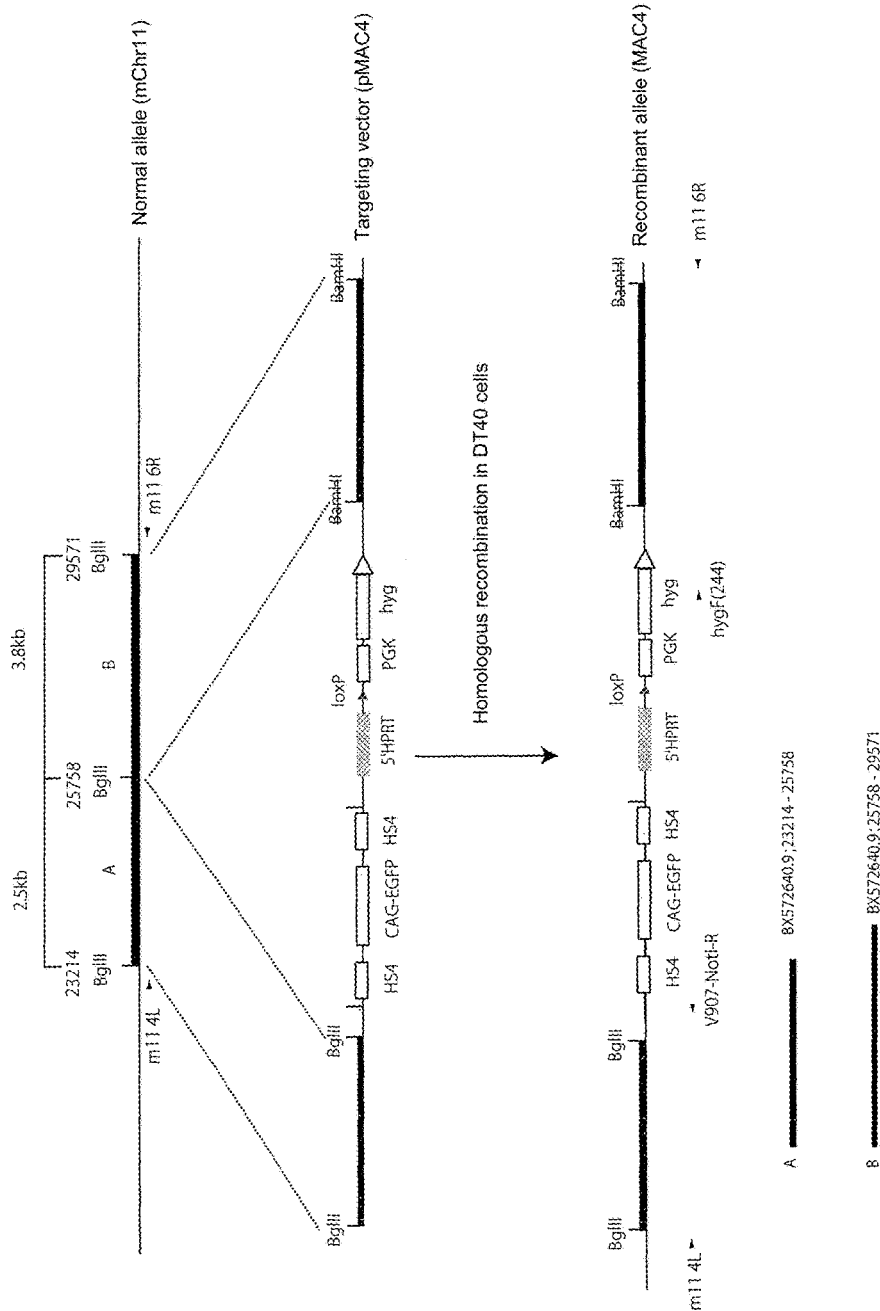 2.5kb 3.8kb
23214 25758 29571
BglII A BglII B BglII
m11 4L m11 6R
Normal allele (mChr11)
loxP
BglII BglII BamHI BamHI
HS4 CAG-EGFP HS4 5'HPRT PGK hyg
Targeting vector (pMAC4)
Homologous recombination in DT40 cells
loxP
BglII BglII BamHI BamHI
HS4 CAG-EGFP HS4 5'HPRT PGK hyg
Recombinant allele (MAC4)
m11 4L V907-NotI-R hygF(244) m11 6R
A BX572640.9;23214 - 25758
B BX572640.9:25758 - 29571